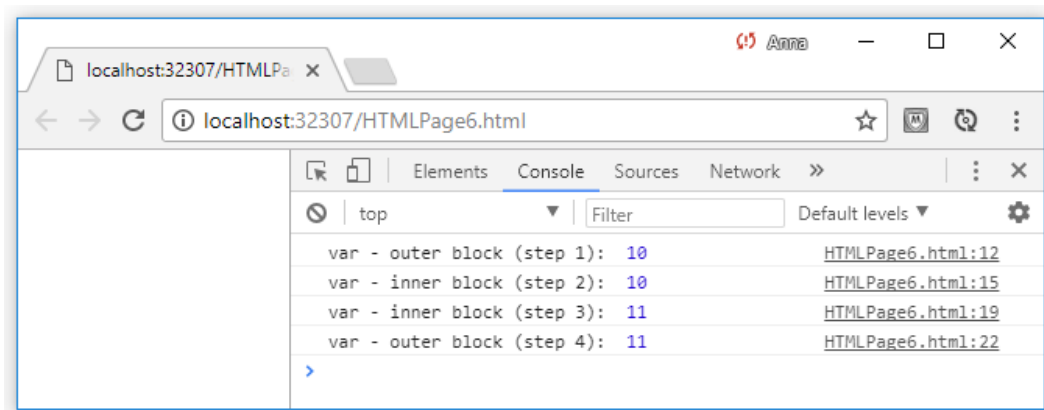 Anna
localhost:32307/HTMLPa
localhost:32307/HTMLPage6.html
Elements Console Sources Network
top Filter Default levels
var - outer block (step 1): 10 HTMLPage6.html:12
var - inner block (step 2): 10 HTMLPage6.html:15
var - inner block (step 3): 11 HTMLPage6.html:19
var - outer block (step 4): 11 HTMLPage6.html:22